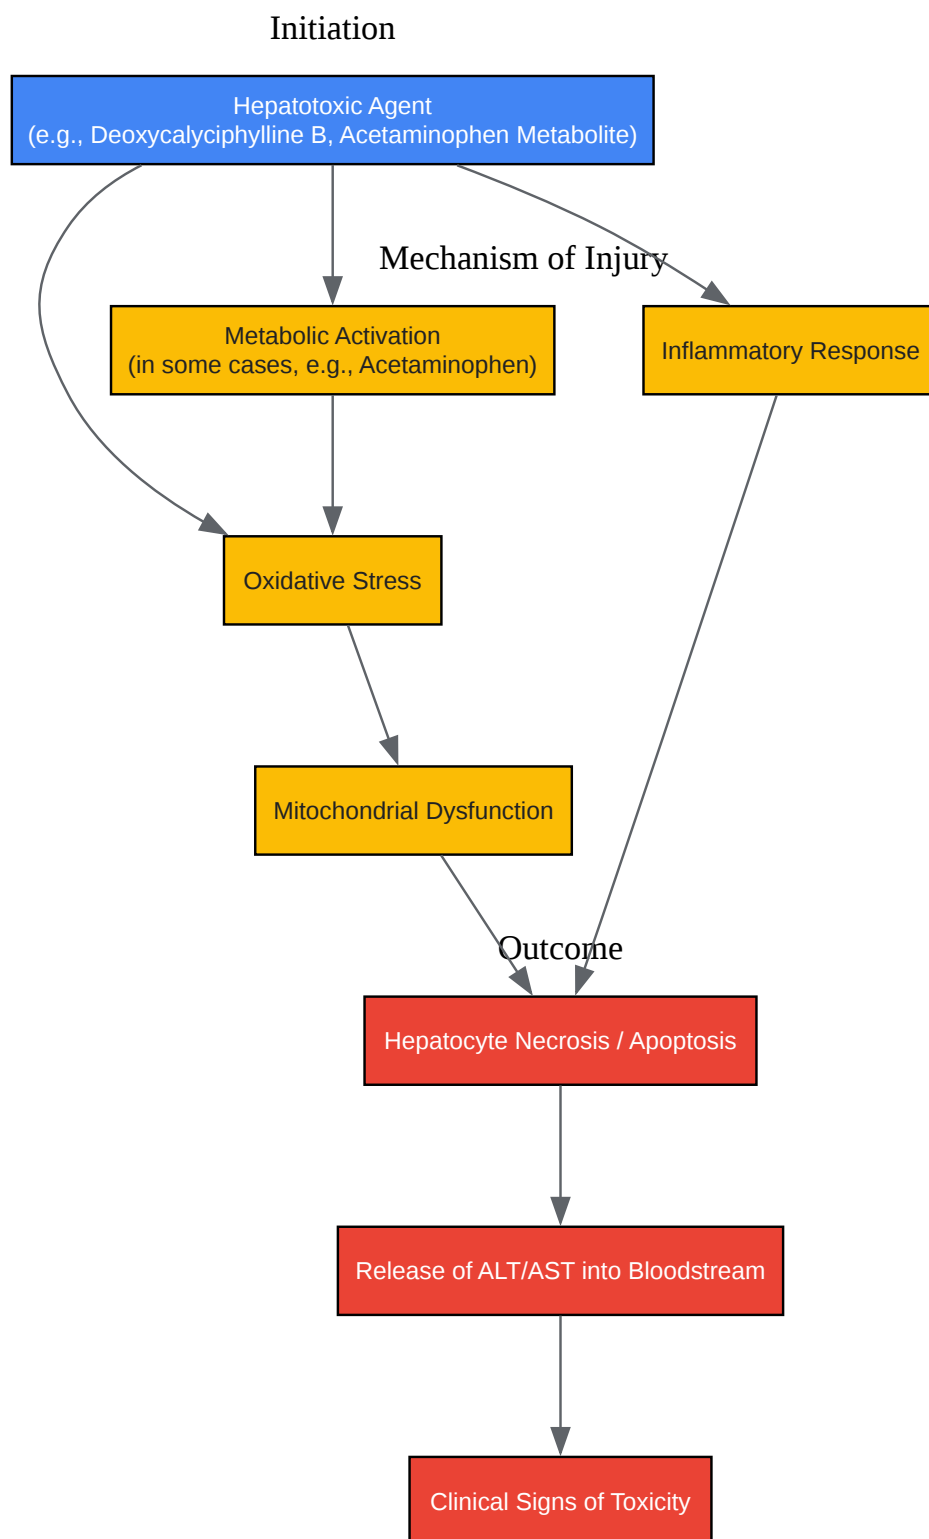 Initiation
Hepatotoxic Agent
(e.g., Deoxycalyciphylline B, Acetaminophen Metabolite)
Mechanism of Injury
Metabolic Activation
(in some cases, e.g., Acetaminophen)
Inflammatory Response
Oxidative Stress
Mitochondrial Dysfunction
Outcome
Hepatocyte Necrosis / Apoptosis
Release of ALT/AST into Bloodstream
Clinical Signs of Toxicity